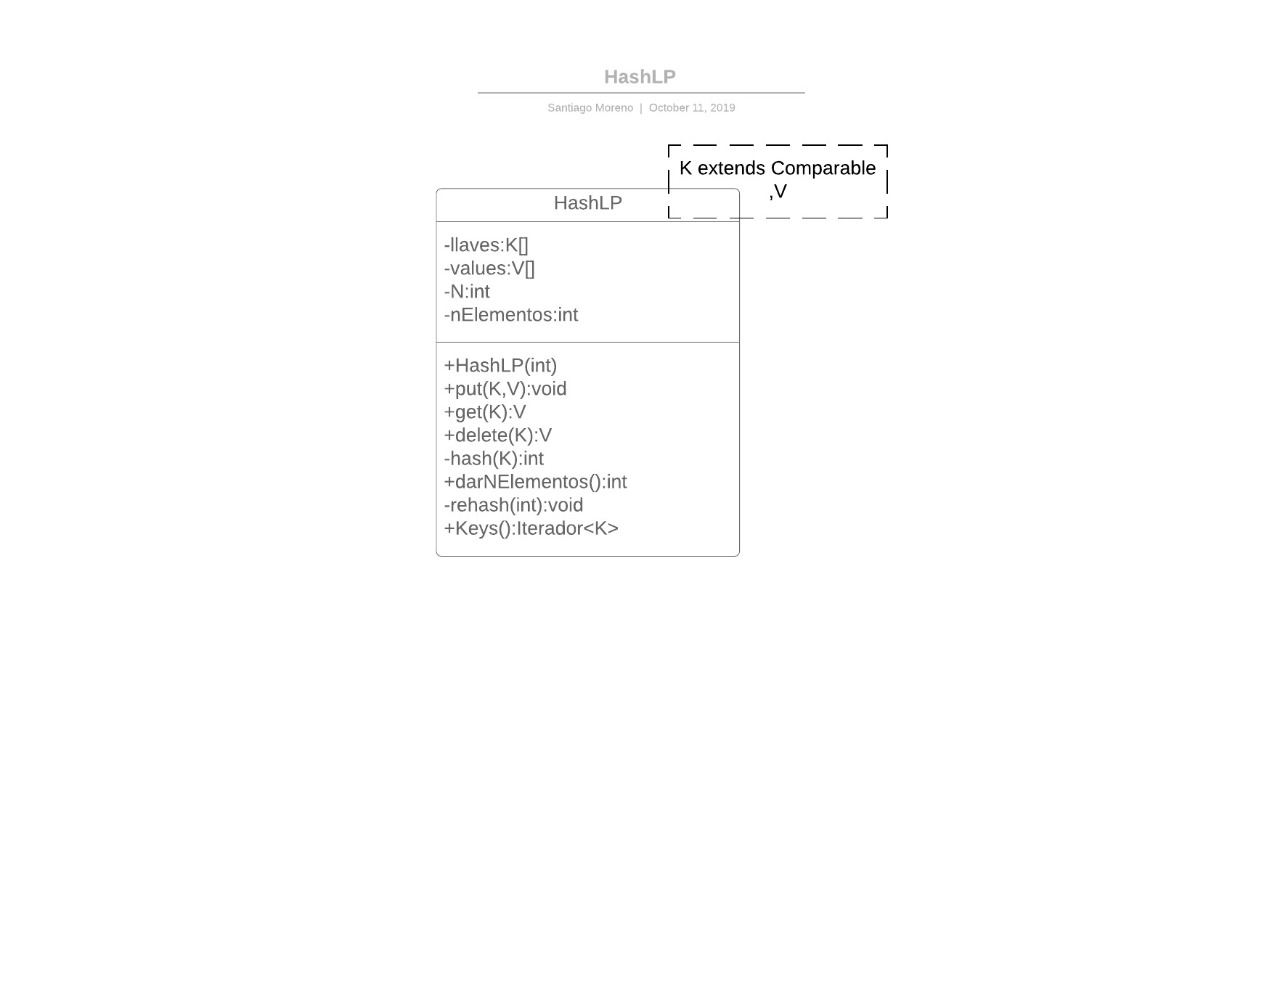 HashLP
Santiago Moreno | October 11, 2019
K extends Comparable
,V
HashLP
-llaves:K[]
-values:V[]
-N:int
-nElementos:int
+HashLP(int)
+put(K,V):void
+get(K):V
+delete(K):V
-hash(K):int
+darNElementos():int
-rehash(int):void
+Keys():Iterador<K>